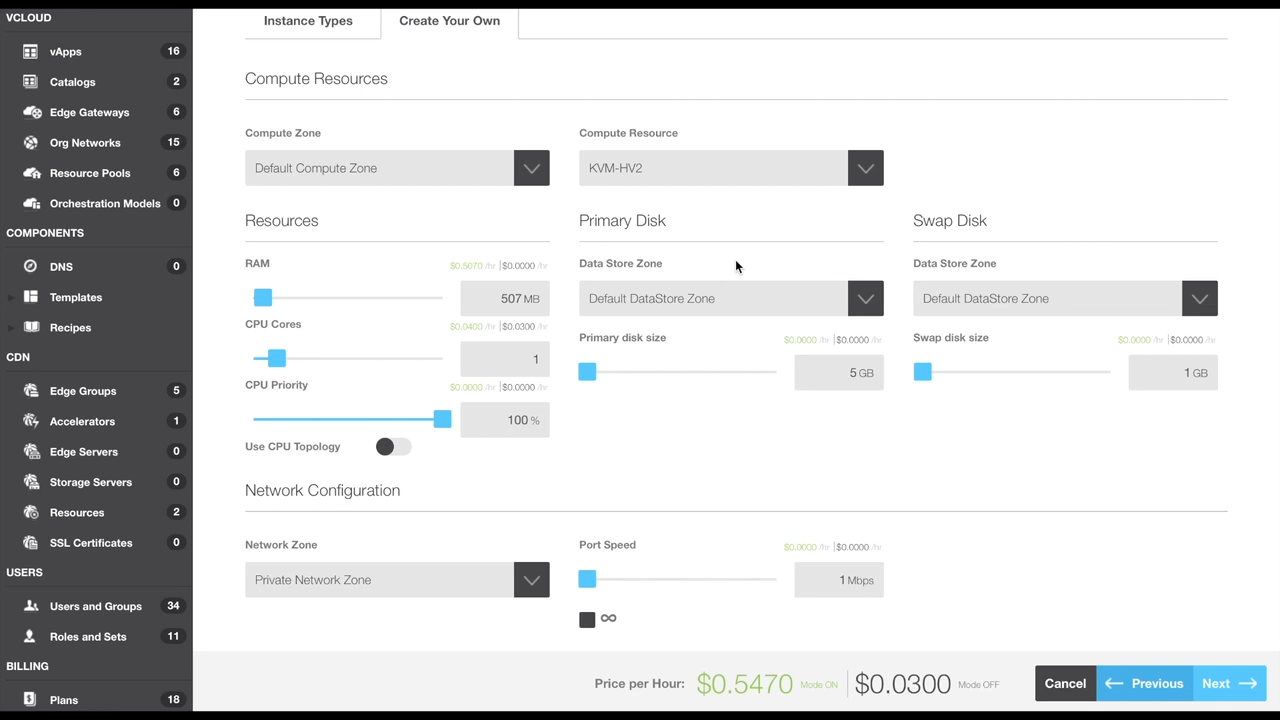 VCLOUD
vApps 16
Catalogs 2
Edge Gateways 6
Org Networks 15
Resource Pools 6
Orchestration Models 0
COMPONENTS
DNS 0
Templates
Recipes
CDN
Edge Groups 5
Accelerators 1
Edge Servers 0
Storage Servers 0
Resources 2
SSL Certificates 0
USERS
Users and Groups 34
Roles and Sets 11
BILLING
Plans 18
Instance Types Create Your Own
Compute Resources
Compute Zone Compute Resource
Default Compute Zone KVM-HV2
Resources Primary Disk Swap Disk
RAM $0.5070 /hr | $0.0000 /hr Data Store Zone Data Store Zone
507 MB Default DataStore Zone Default DataStore Zone
CPU Cores $0.0400 /hr | $0.0300 /hr Primary disk size $0.0000 /hr | $0.0000 /hr Swap disk size $0.0000 /hr | $0.0000 /hr
1 5 GB 1 GB
CPU Priority $0.0000 /hr | $0.0000 /hr
100 %
Use CPU Topology
Network Configuration
Network Zone Port Speed $0.0000 /hr | $0.0000 /hr
Private Network Zone 1 Mbps
∞
Price per Hour: $0.5470 Mode ON | $0.0300 Mode OFF Cancel Previous Next